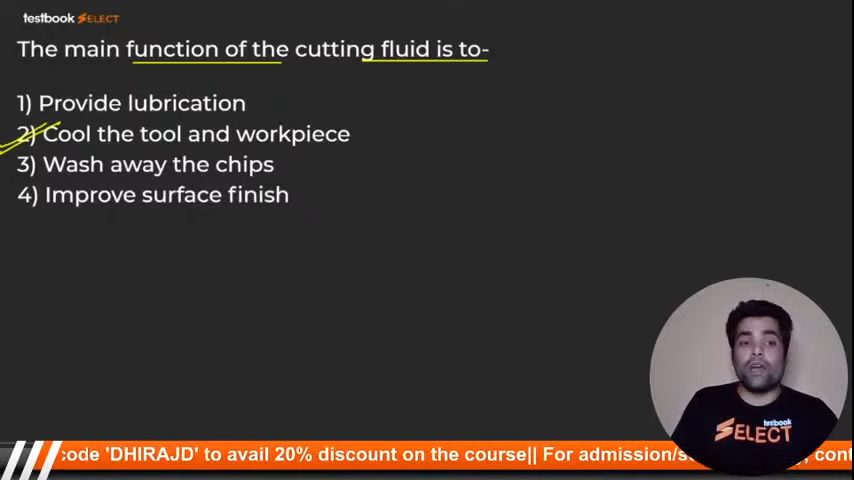 testbook SELECT
The main function of the cutting fluid is to-
1) Provide lubrication
2) Cool the tool and workpiece
3) Wash away the chips
4) Improve surface finish
testbook
SELECT
code 'DHIRAJD' to avail 20% discount on the course|| For admission/s
, cont